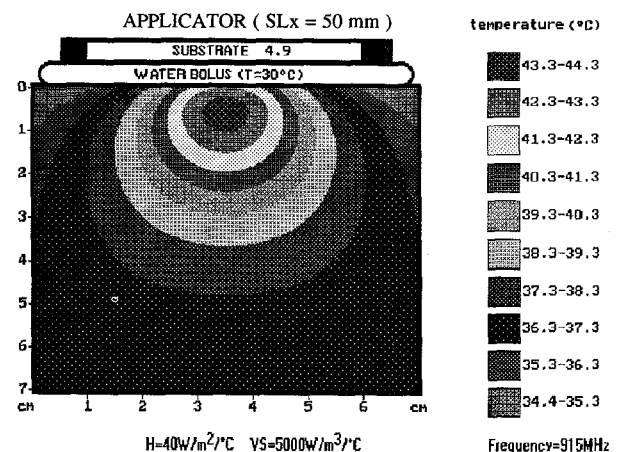 APPLICATOR ( SLx = 50 mm )
temperature (°C)
SUBSTRATE 4.9
WATER BOLUS (T=30°C)
43.3-44.3
42.3-43.3
41.3-42.3
40.3-41.3
39.3-40.3
38.3-39.3
37.3-38.3
36.3-37.3
35.3-36.3
34.4-35.3
0
1
2
3
4
5
6
7
cm 1 2 3 4 5 6 cm
H=40W/m²/°C VS=5000W/m³/°C
Frequency=915MHz